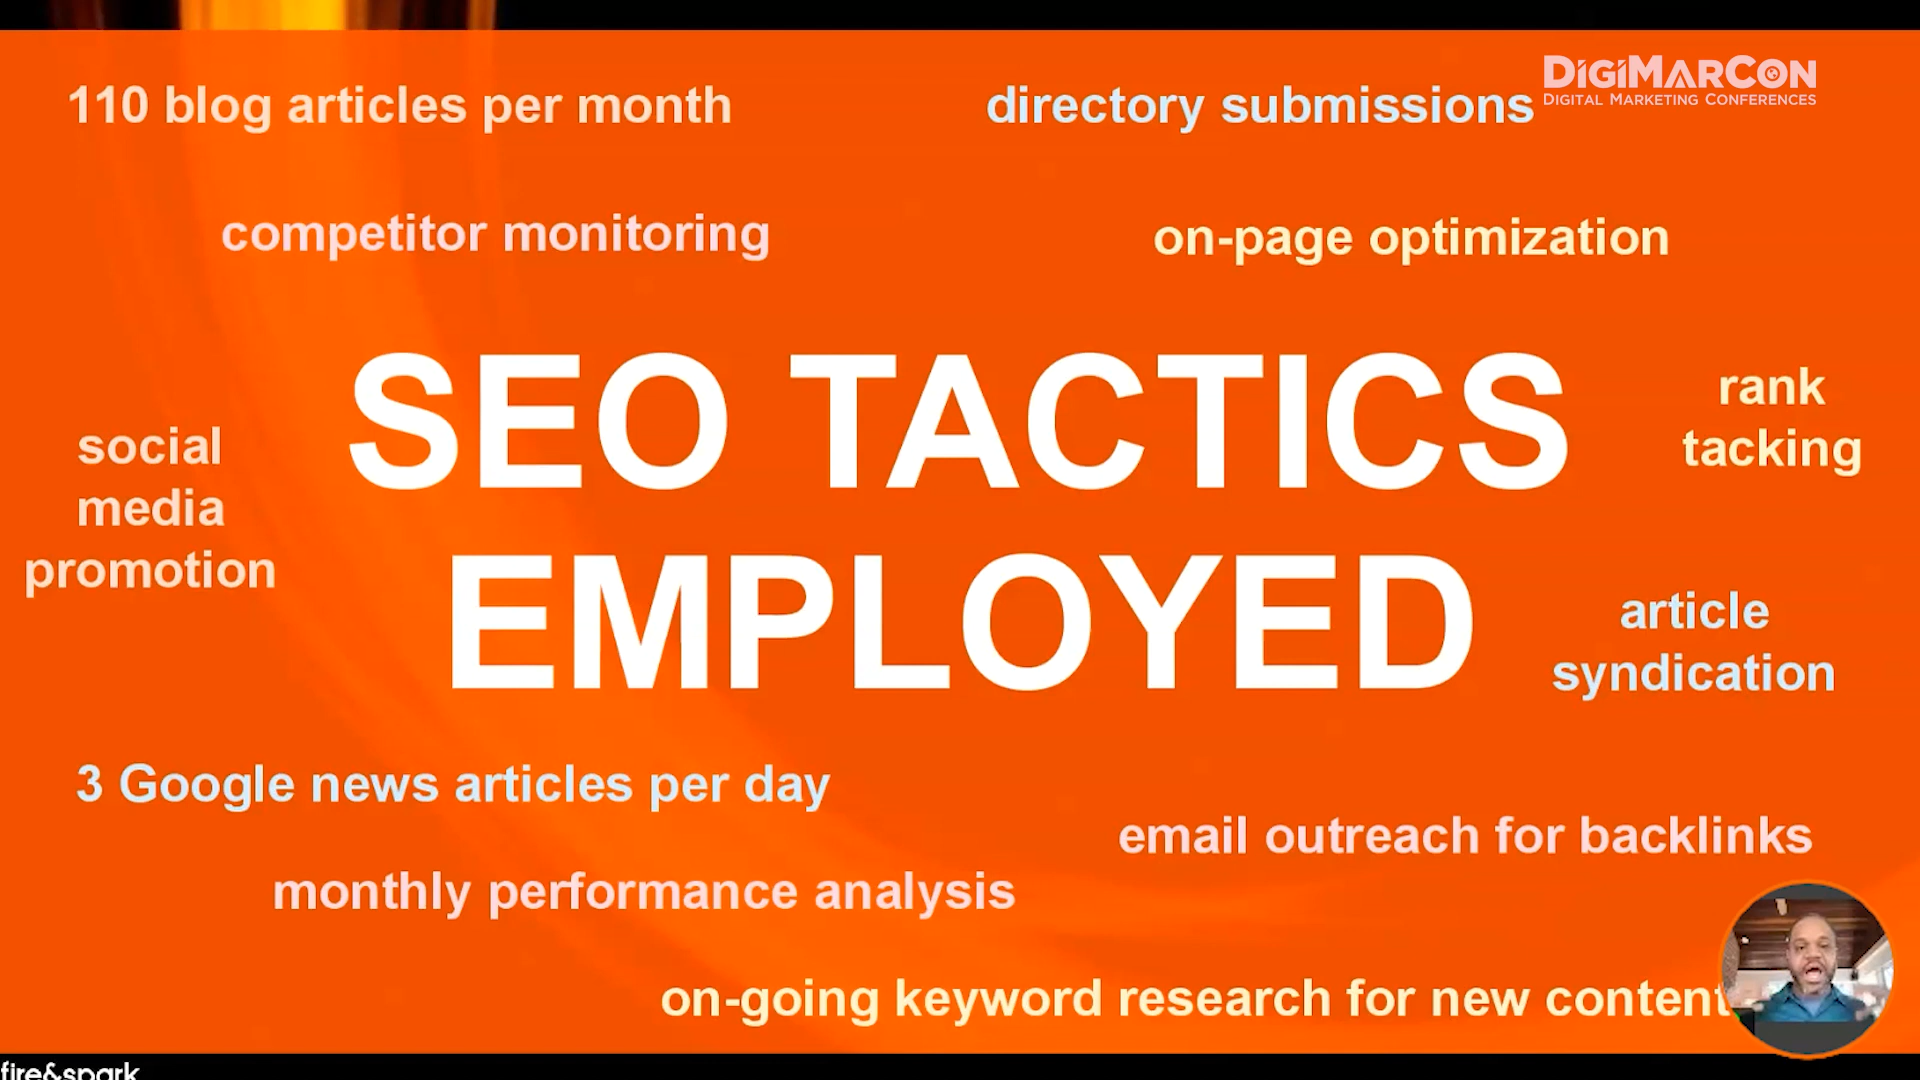 DIGIMARCON
DIGITAL MARKETING CONFERENCES
110 blog articles per month
directory submissions
competitor monitoring
on-page optimization
SEO TACTICS
EMPLOYED
rank
tacking
social
media
promotion
article
syndication
3 Google news articles per day
email outreach for backlinks
monthly performance analysis
on-going keyword research for new content
fire&spark